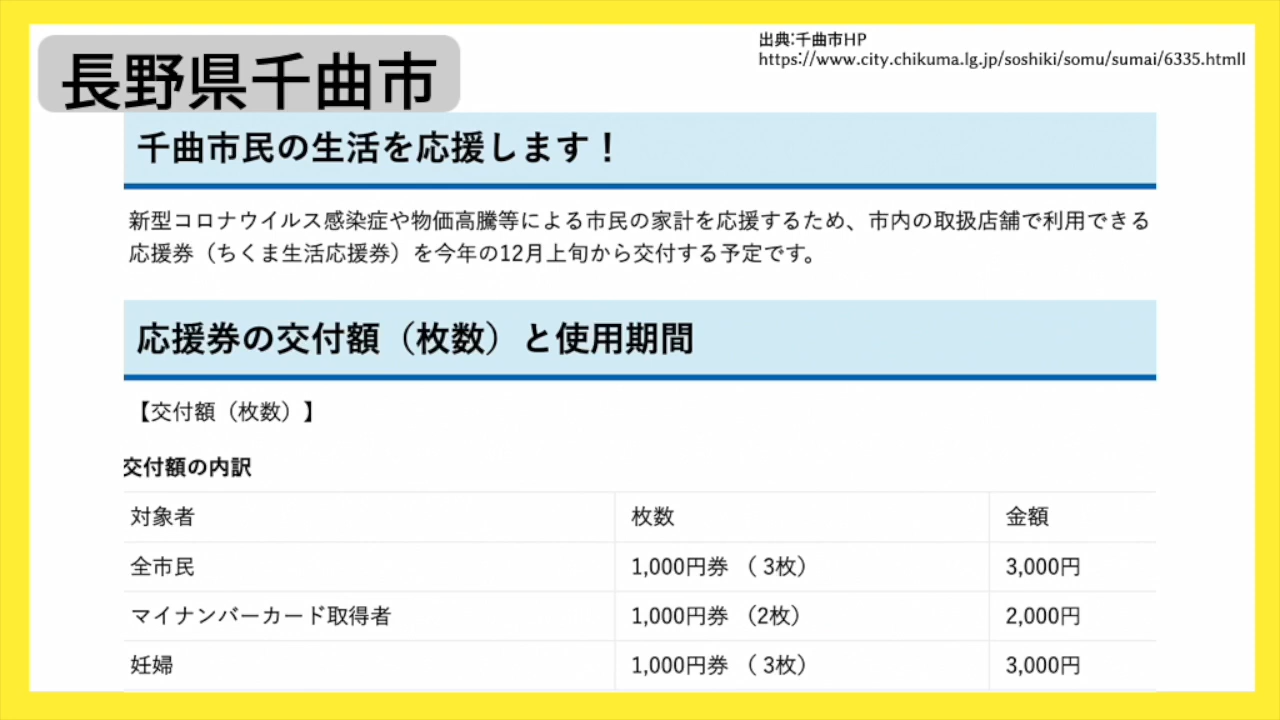 長野県千曲市
出典:千曲市HP
https://www.city.chikuma.lg.jp/soshiki/somu/sumai/6335.htmll
千曲市民の生活を応援します！
新型コロナウイルス感染症や物価高騰等による市民の家計を応援するため、市内の取扱店舗で利用できる
応援券（ちくま生活応援券）を今年の12月上旬から交付する予定です。
応援券の交付額（枚数）と使用期間
【交付額（枚数）】
交付額の内訳
対象者 枚数 金額
全市民 1,000円券 （ 3枚） 3,000円
マイナンバーカード取得者 1,000円券 （2枚） 2,000円
妊婦 1,000円券 （ 3枚） 3,000円